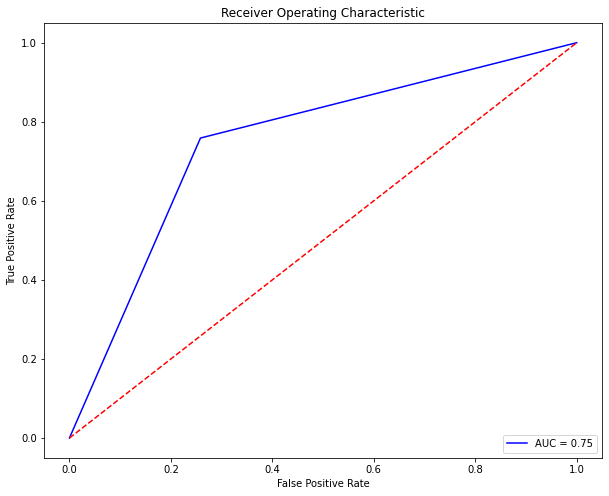 Receiver Operating Characteristic
True Positive Rate
1.0
0.8
0.6
0.4
0.2
0.0
0.0 0.2 0.4 0.6 0.8 1.0
False Positive Rate
AUC = 0.75